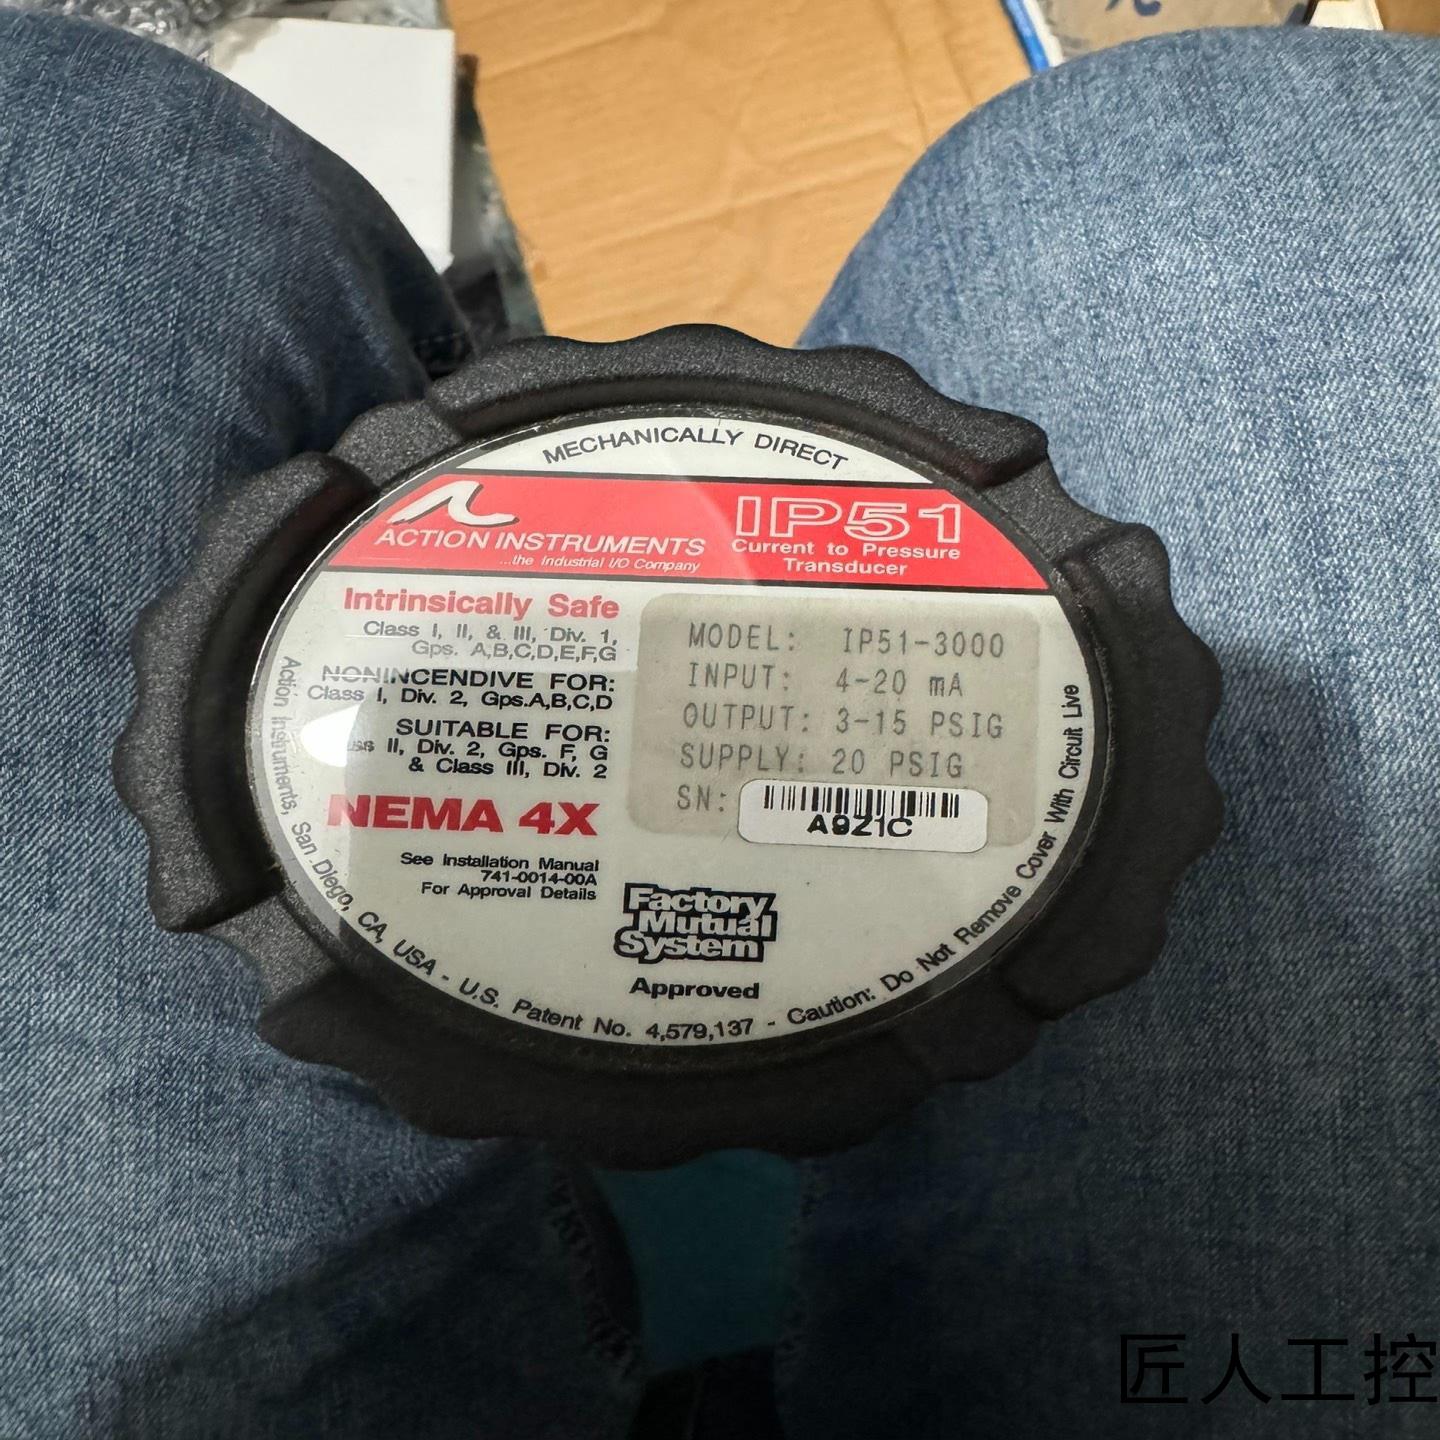 MECHANICALLY DIRECT
ACTION INSTRUMENTS
...the Industrial I/O Company
IP51
Current to Pressure
Transducer
Intrinsically Safe
Class I, II, & III, Div. 1,
Gps. A,B,C,D,E,F,G
NONINCENDIVE FOR:
Class I, Div. 2, Gps.A,B,C,D
SUITABLE FOR:
II, Div. 2, Gps. F, G
& Class III, Div. 2
NEMA 4X
See Installation Manual
741-0014-00A
For Approval Details
MODEL: IP51-3000
INPUT: 4-20 mA
OUTPUT: 3-15 PSIG
SUPPLY: 20 PSIG
SN:
A9Z1C
Factory
Mutual
System
Approved
Action Instruments, San Diego, CA, USA - U.S. Patent No. 4,579,137 - Caution: Do Not Remove Cover With Circuit Live
匠人工控